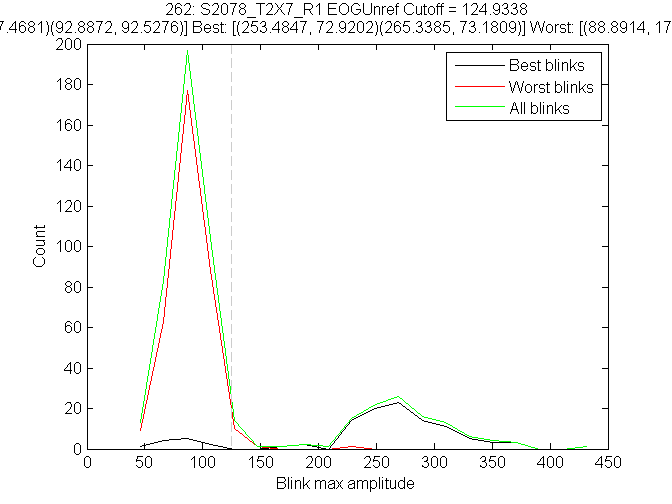 262: S2078_T2X7_R1 EOGUnref Cutoff = 124.9338
7.4681)(92.8872, 92.5276)] Best: [(253.4847, 72.9202)(265.3385, 73.1809)] Worst: [(88.8914, 17
200
180
160
140
120
100
80
60
40
20
0
Count
Best blinks
Worst blinks
All blinks
0 50 100 150 200 250 300 350 400 450
Blink max amplitude